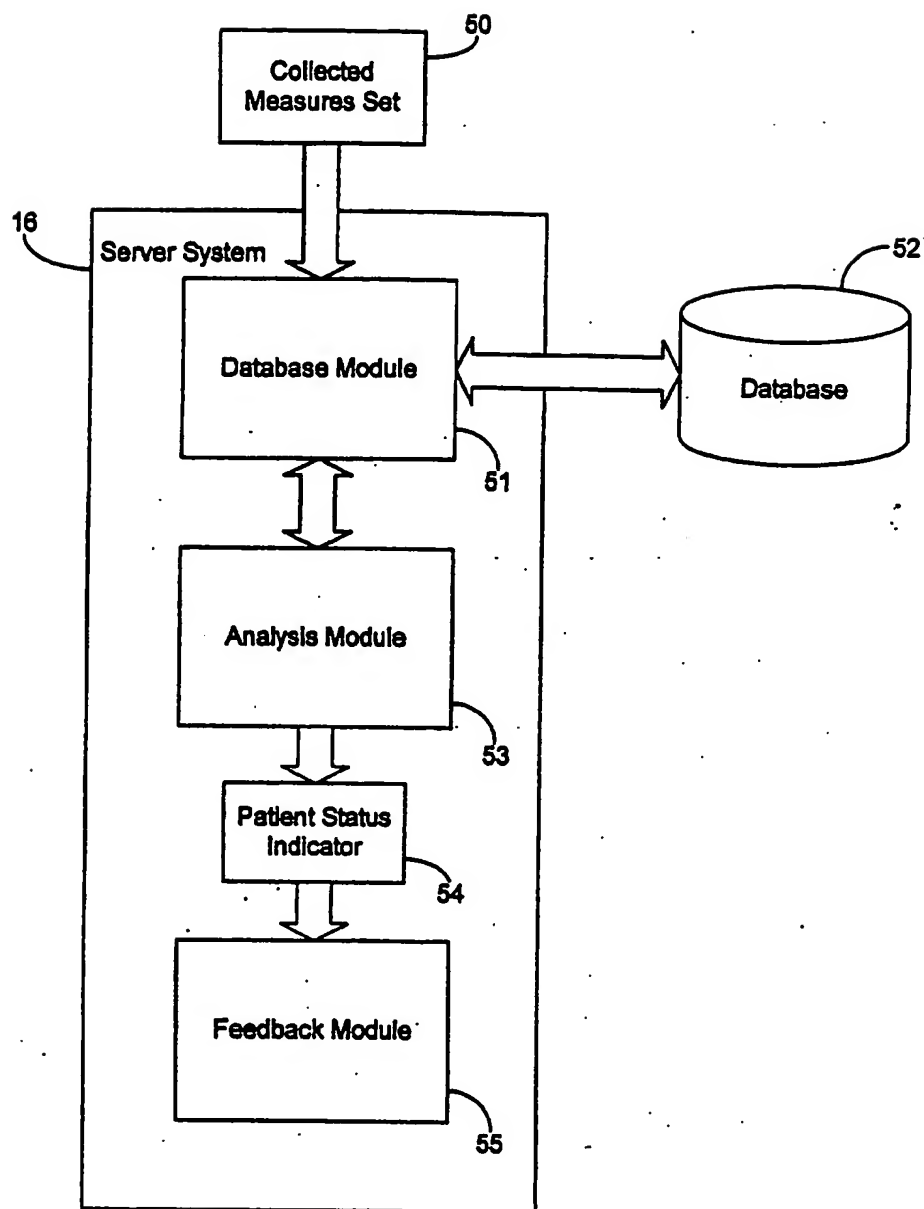 50
Collected
Measures Set
16
Server System
52
Database Module
Database
51
Analysis Module
53
Patient Status
Indicator
54
Feedback Module
55